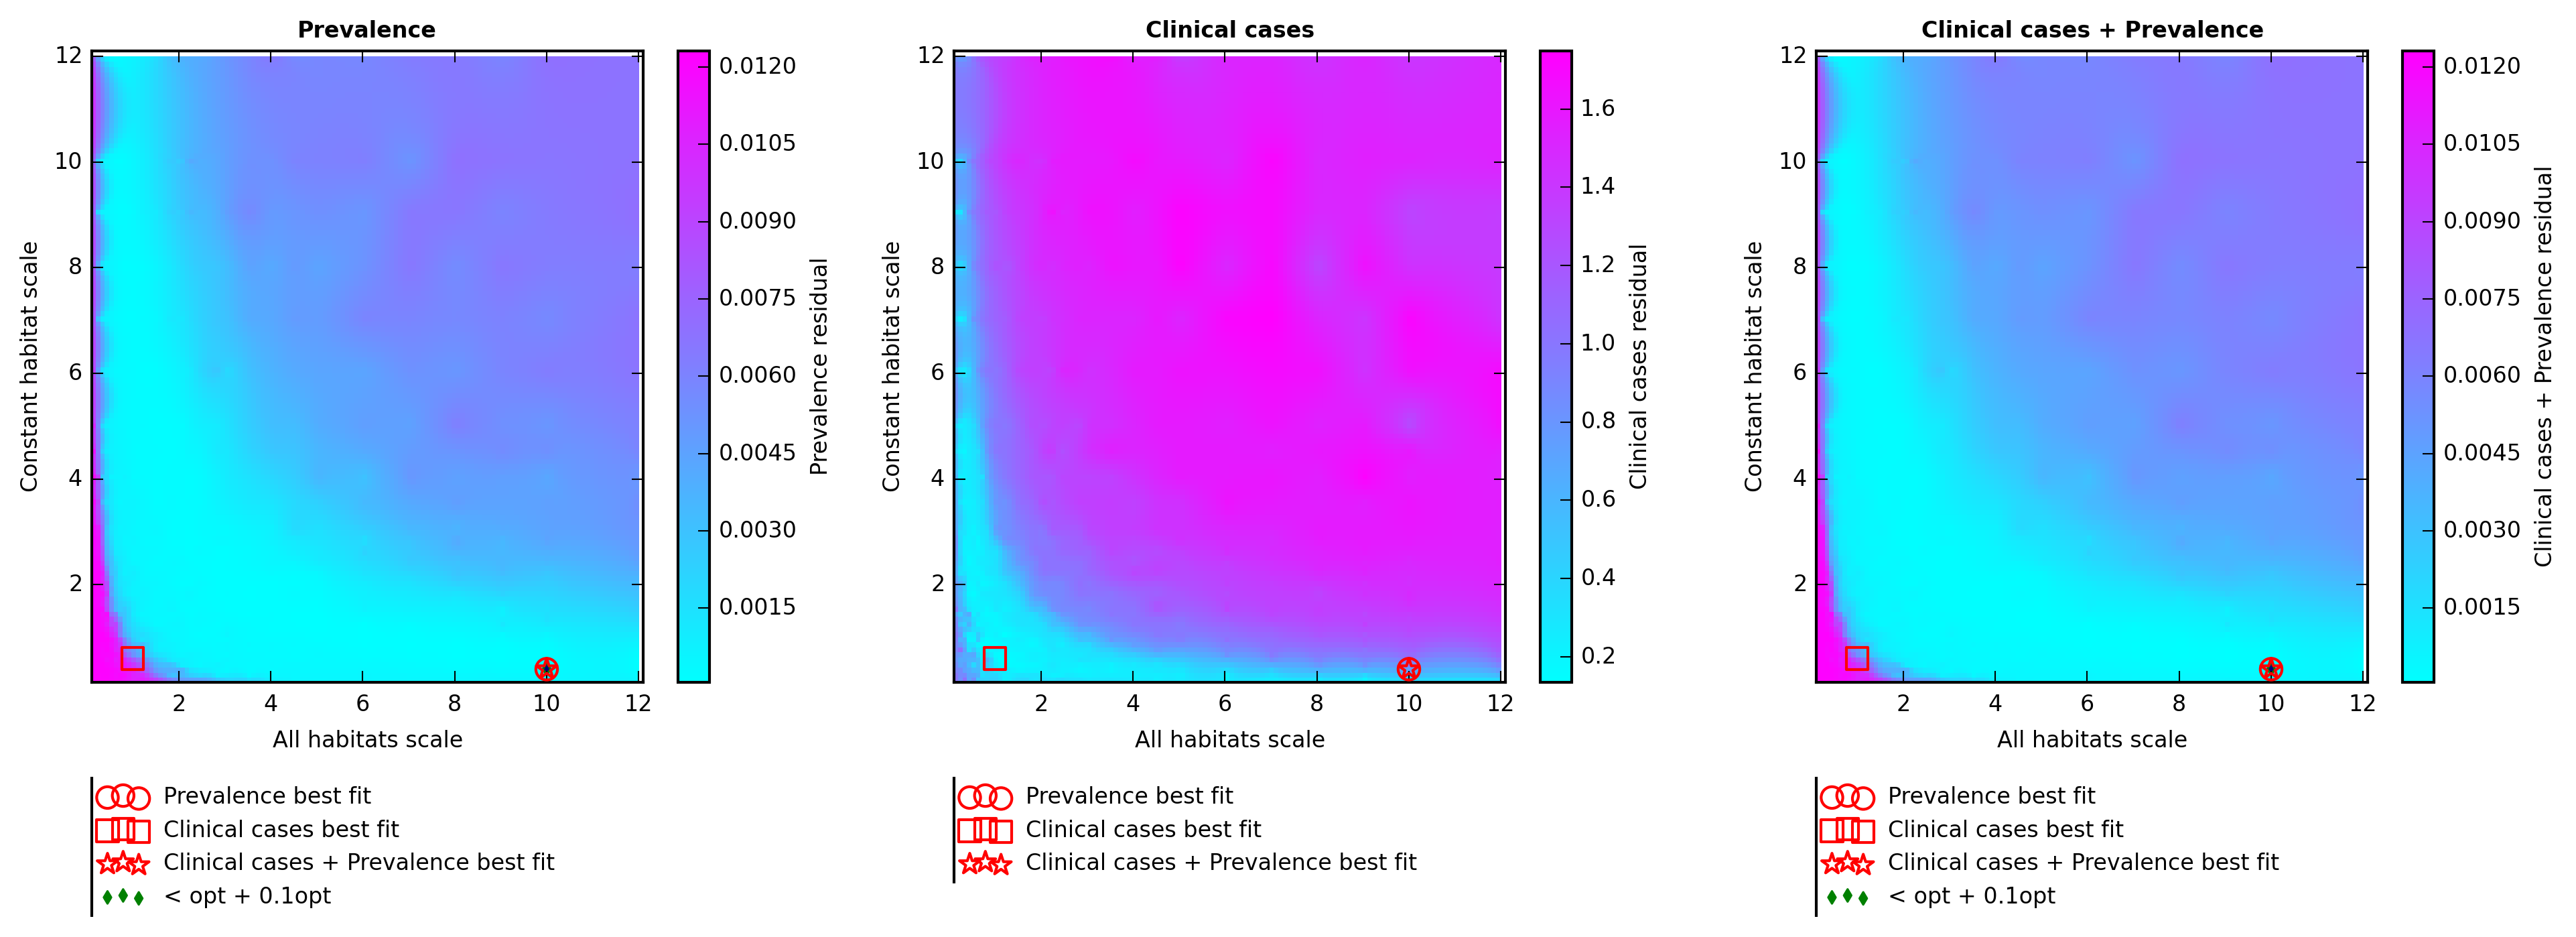 Prevalence
12
10
8
6
4
2
2 4 6 8 10 12
Constant habitat scale
All habitats scale
0.0120
0.0105
0.0090
0.0075
0.0060
0.0045
0.0030
0.0015
Prevalence residual
Prevalence best fit
Clinical cases best fit
Clinical cases + Prevalence best fit
< opt + 0.1opt
Clinical cases
12
10
8
6
4
2
2 4 6 8 10 12
Constant habitat scale
All habitats scale
1.6
1.4
1.2
1.0
0.8
0.6
0.4
0.2
Clinical cases residual
Prevalence best fit
Clinical cases best fit
Clinical cases + Prevalence best fit
Clinical cases + Prevalence
12
10
8
6
4
2
2 4 6 8 10 12
Constant habitat scale
All habitats scale
0.0120
0.0105
0.0090
0.0075
0.0060
0.0045
0.0030
0.0015
Clinical cases + Prevalence residual
Prevalence best fit
Clinical cases best fit
Clinical cases + Prevalence best fit
< opt + 0.1opt